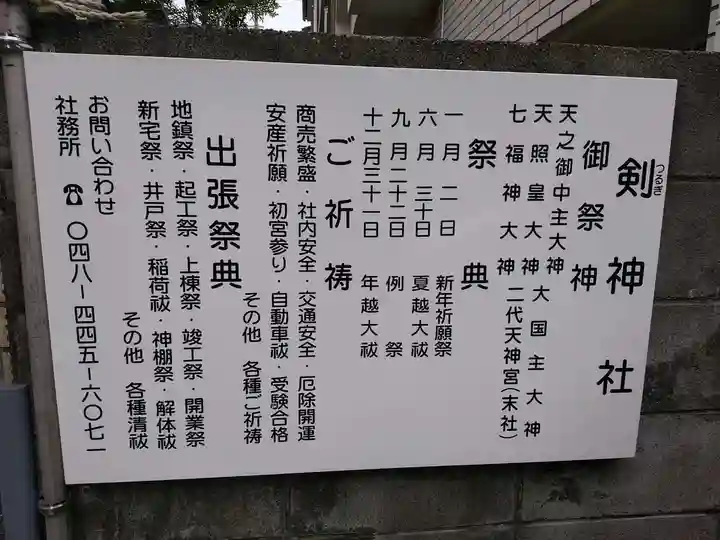 剣神社
つるぎ
御祭神
天之御中主大神
天照皇大神 大国主大神
七福神大神 二代天神宮(末社)
祭典
一月一日 新年祈願祭
六月三十日 夏越大祓
九月二十二日 例祭
十二月三十一日 年越大祓
ご祈祷
商売繁盛・社内安全・交通安全・厄除開運
安産祈願・初宮参り・自動車祓・受験合格
その他 各種ご祈祷
出張祭典
地鎮祭・起工祭・上棟祭・竣工祭・開業祭
新宅祭・井戸祭・稲荷祓・神棚祭・解体祓
その他 各種清祓
お問い合わせ
社務所 ☎ 〇四八ー四四五ー六〇七一